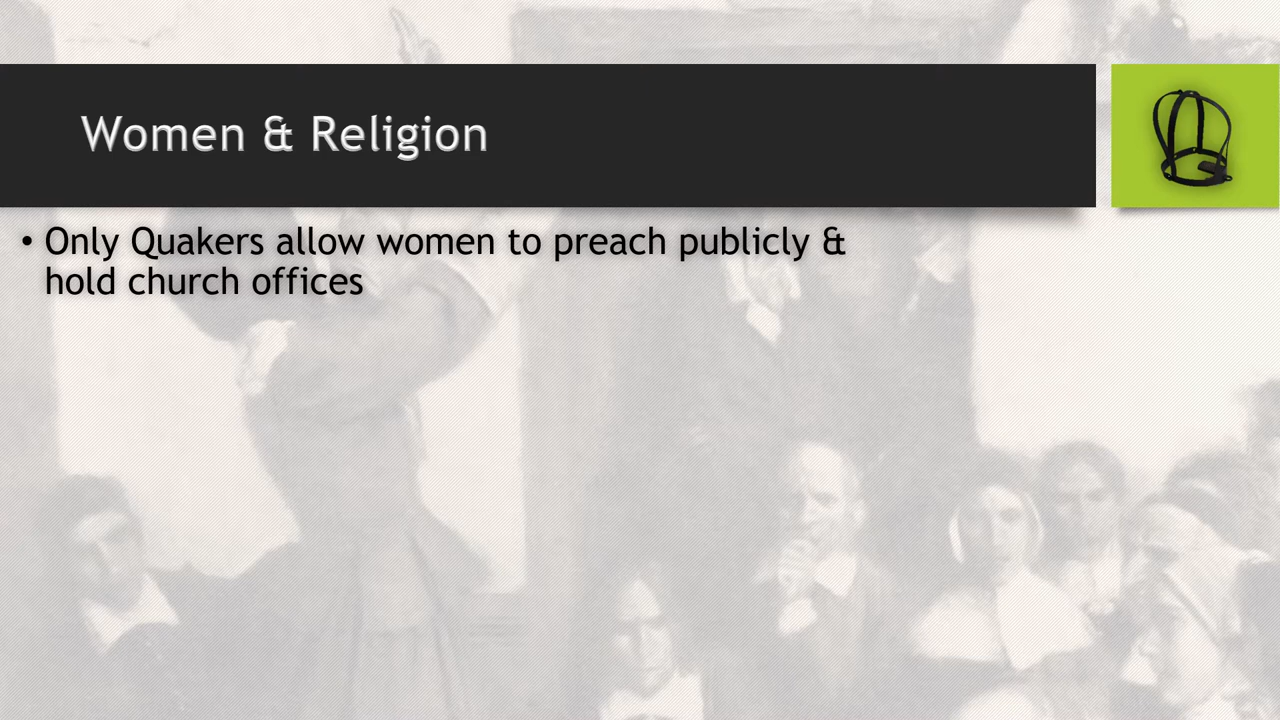 Women & Religion
• Only Quakers allow women to preach publicly &
hold church offices